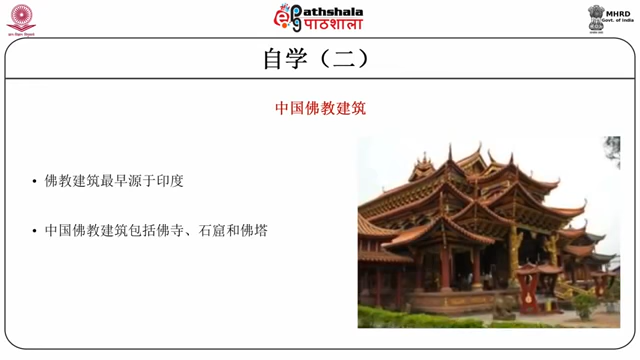 ePathshala
पाठशाला
MHRD
Govt. of India
自学（二）
中国佛教建筑
• 佛教建筑最早源于印度
• 中国佛教建筑包括佛寺、石窟和佛塔